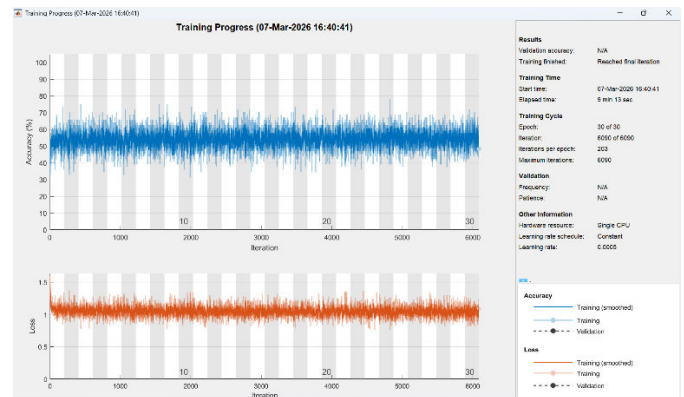 Training Progress (07-Mar-2026 16:40:41)
Training Progress (07-Mar-2026 16:40:41)
100
90
80
70
60
50
40
30
20
10
0
Accuracy (%)
10
20
30
0
1000
2000
3000
4000
5000
6000
Iteration
1.5
1
0.5
0
Loss
10
20
30
0
1000
2000
3000
4000
5000
6000
Iteration
Results
Validation accuracy: N/A
Training finished: Reached final iteration
Training Time
Start time: 07-Mar-2026 16:40:41
Elapsed time: 9 min 13 sec
Training Cycle
Epoch: 30 of 30
Iteration: 6090 of 6090
Iterations per epoch: 203
Maximum iterations: 6090
Validation
Frequency: N/A
Patience: N/A
Other Information
Hardware resource: Single CPU
Learning rate schedule: Constant
Learning rate: 0.0005
Accuracy
Training (smoothed)
Training
Validation
Loss
Training (smoothed)
Training
Validation